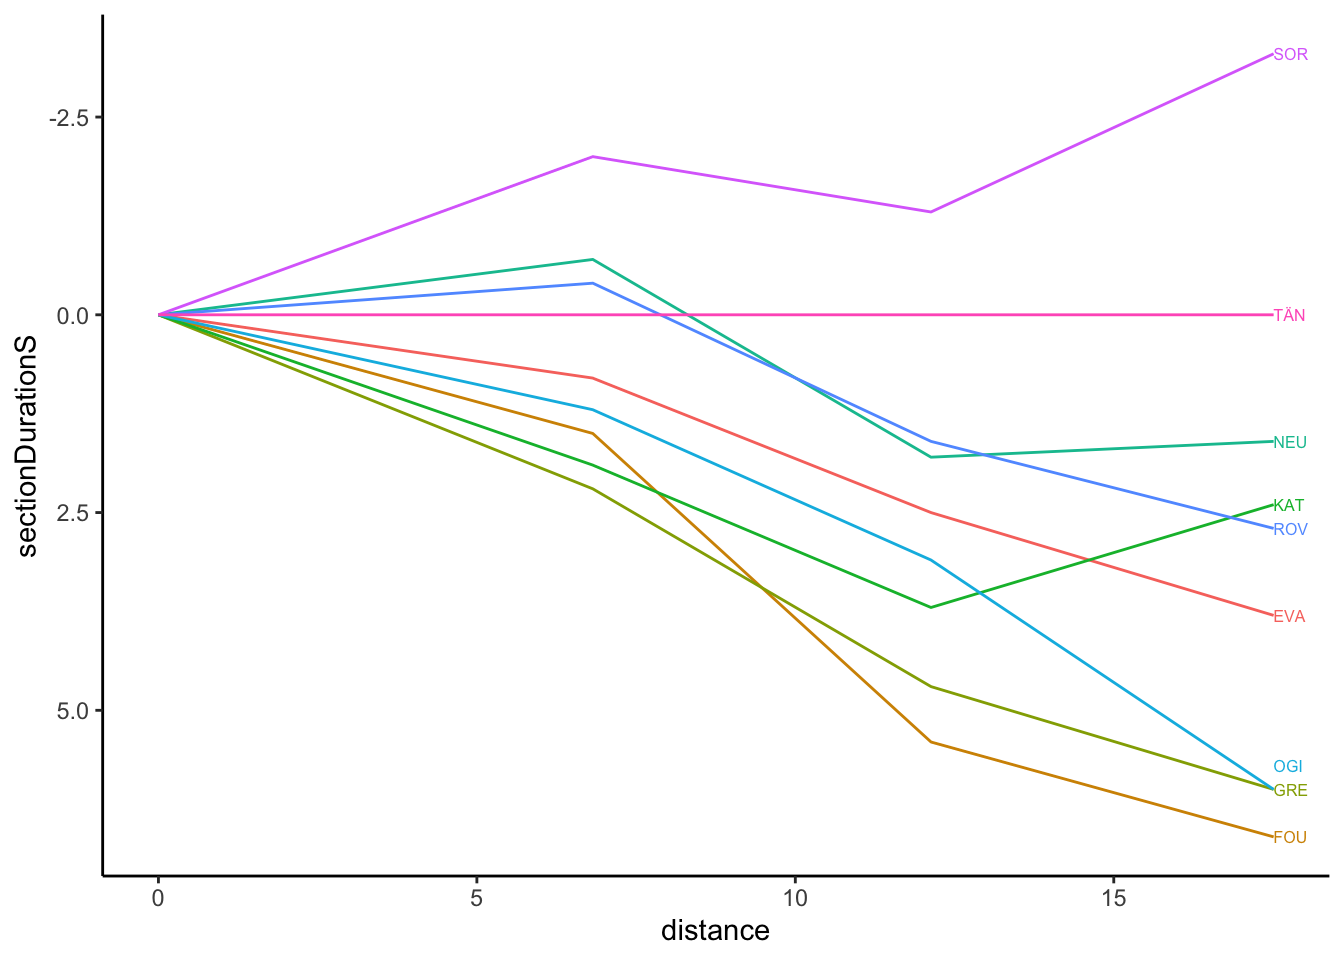 SOR
-2.5
0.0
TÄN
NEU
2.5
KAT
ROV
EVA
5.0
OGI
GRE
FOU
sectionDurationS
0 5 10 15
distance